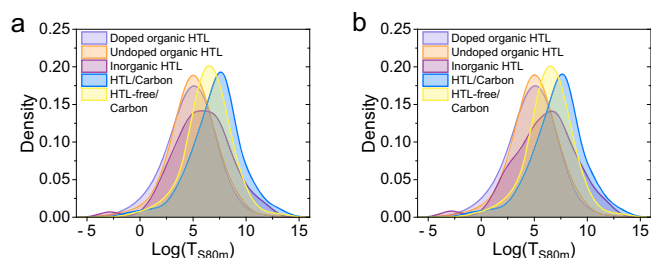 a
0.25
0.20
0.15
0.10
0.05
0.00
Density
Doped organic HTL
Undoped organic HTL
Inorganic HTL
HTL/Carbon
HTL-free/
Carbon
- 5 0 5 10 15
Log(T_S80m)
b
0.25
0.20
0.15
0.10
0.05
0.00
Density
Doped organic HTL
Undoped organic HTL
Inorganic HTL
HTL/Carbon
HTL-free/
Carbon
- 5 0 5 10 15
Log(T_S80m)